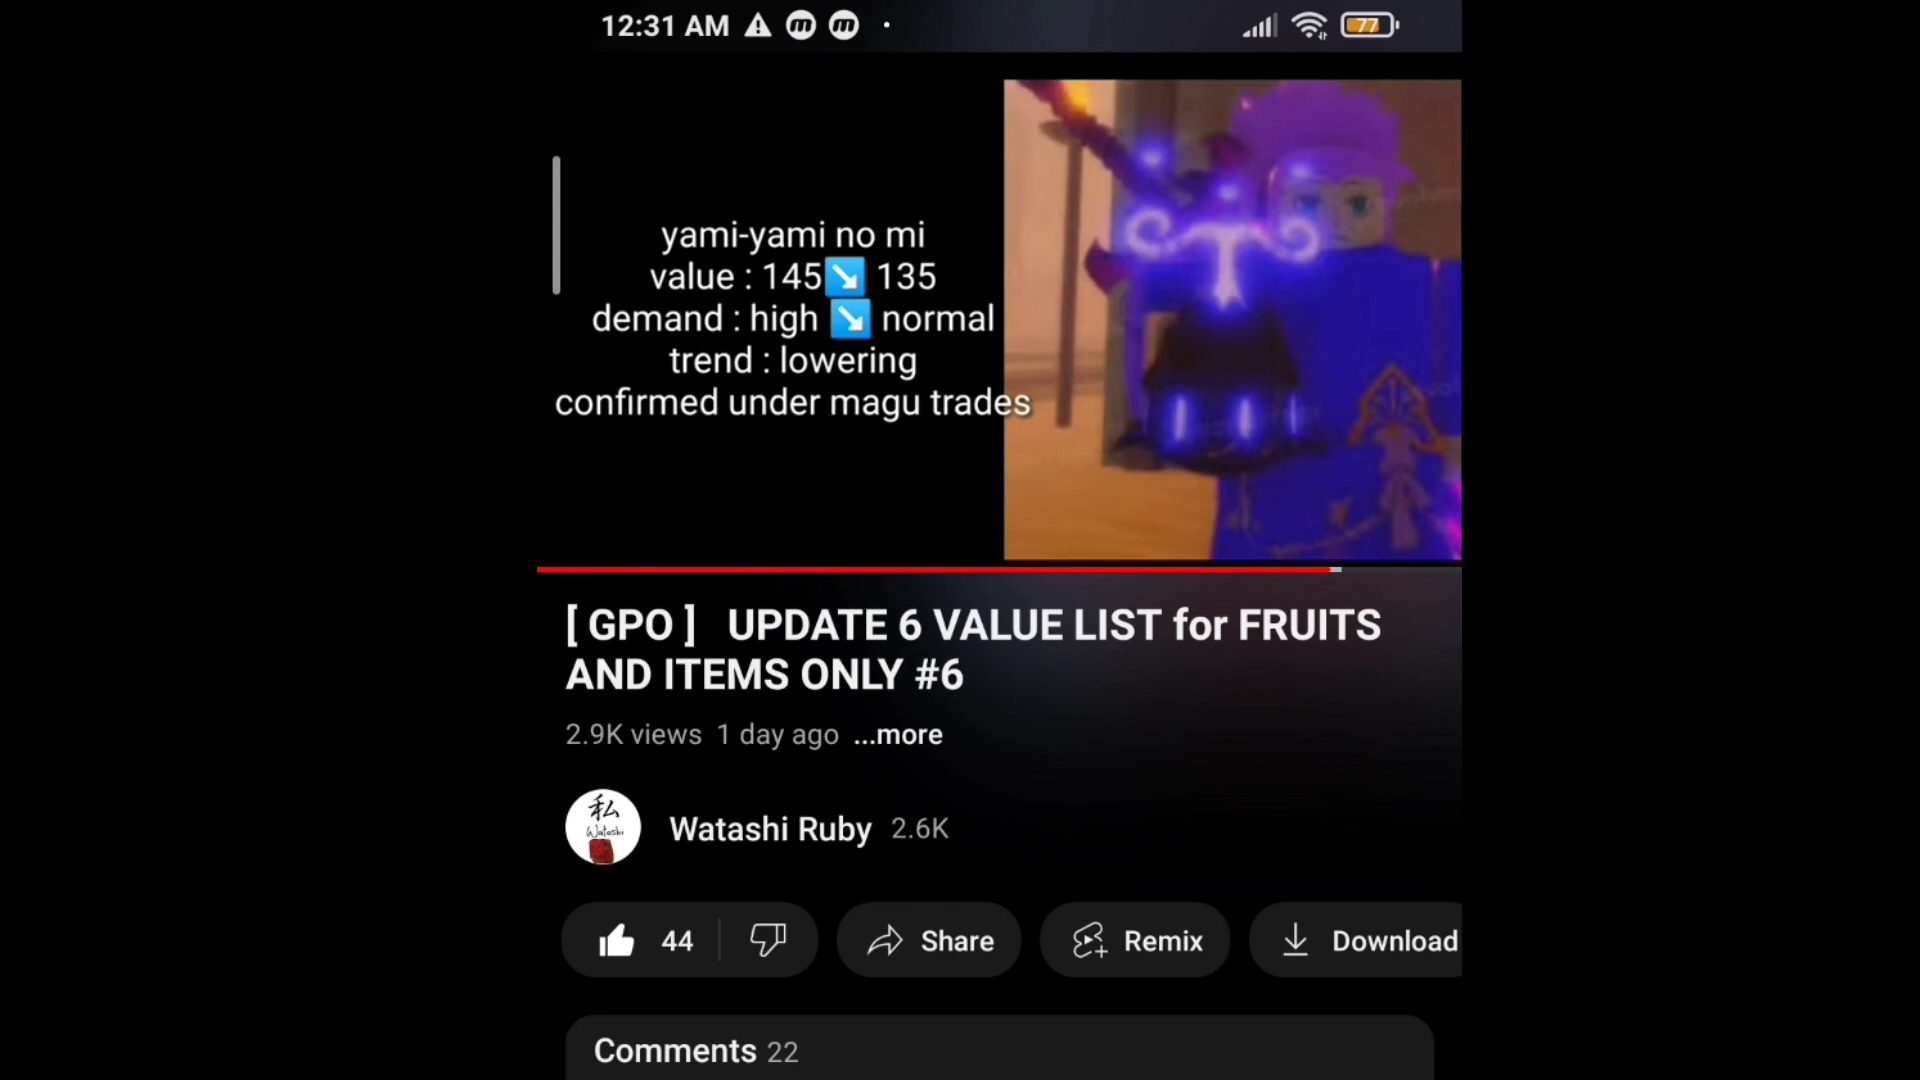 12:31 AM
77
yami-yami no mi
value : 145↘ 135
demand : high ↘ normal
trend : lowering
confirmed under magu trades
[ GPO ] UPDATE 6 VALUE LIST for FRUITS
AND ITEMS ONLY #6
2.9K views 1 day ago ...more
私
Watashi
Watashi Ruby 2.6K
44
Share
Remix
Download
Comments 22